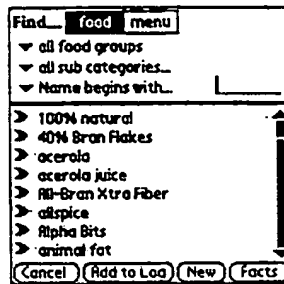 Find... food menu
all food groups
all sub categories...
Name begins with...
100% natural
40% Bran Flakes
acerola
acerola juice
All-Bran Xtra Fiber
allspice
Alpha Bits
animal fat
Cancel Add to Log New Facts